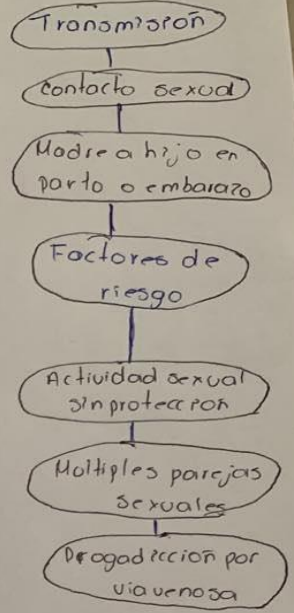 Transmisión
Contacto sexual
Madre a hijo en
parto o embarazo
Factores de
riesgo
Actividad sexual
sin protección
Moltiples parejas
sexuales
Drogadicción por
via venosa